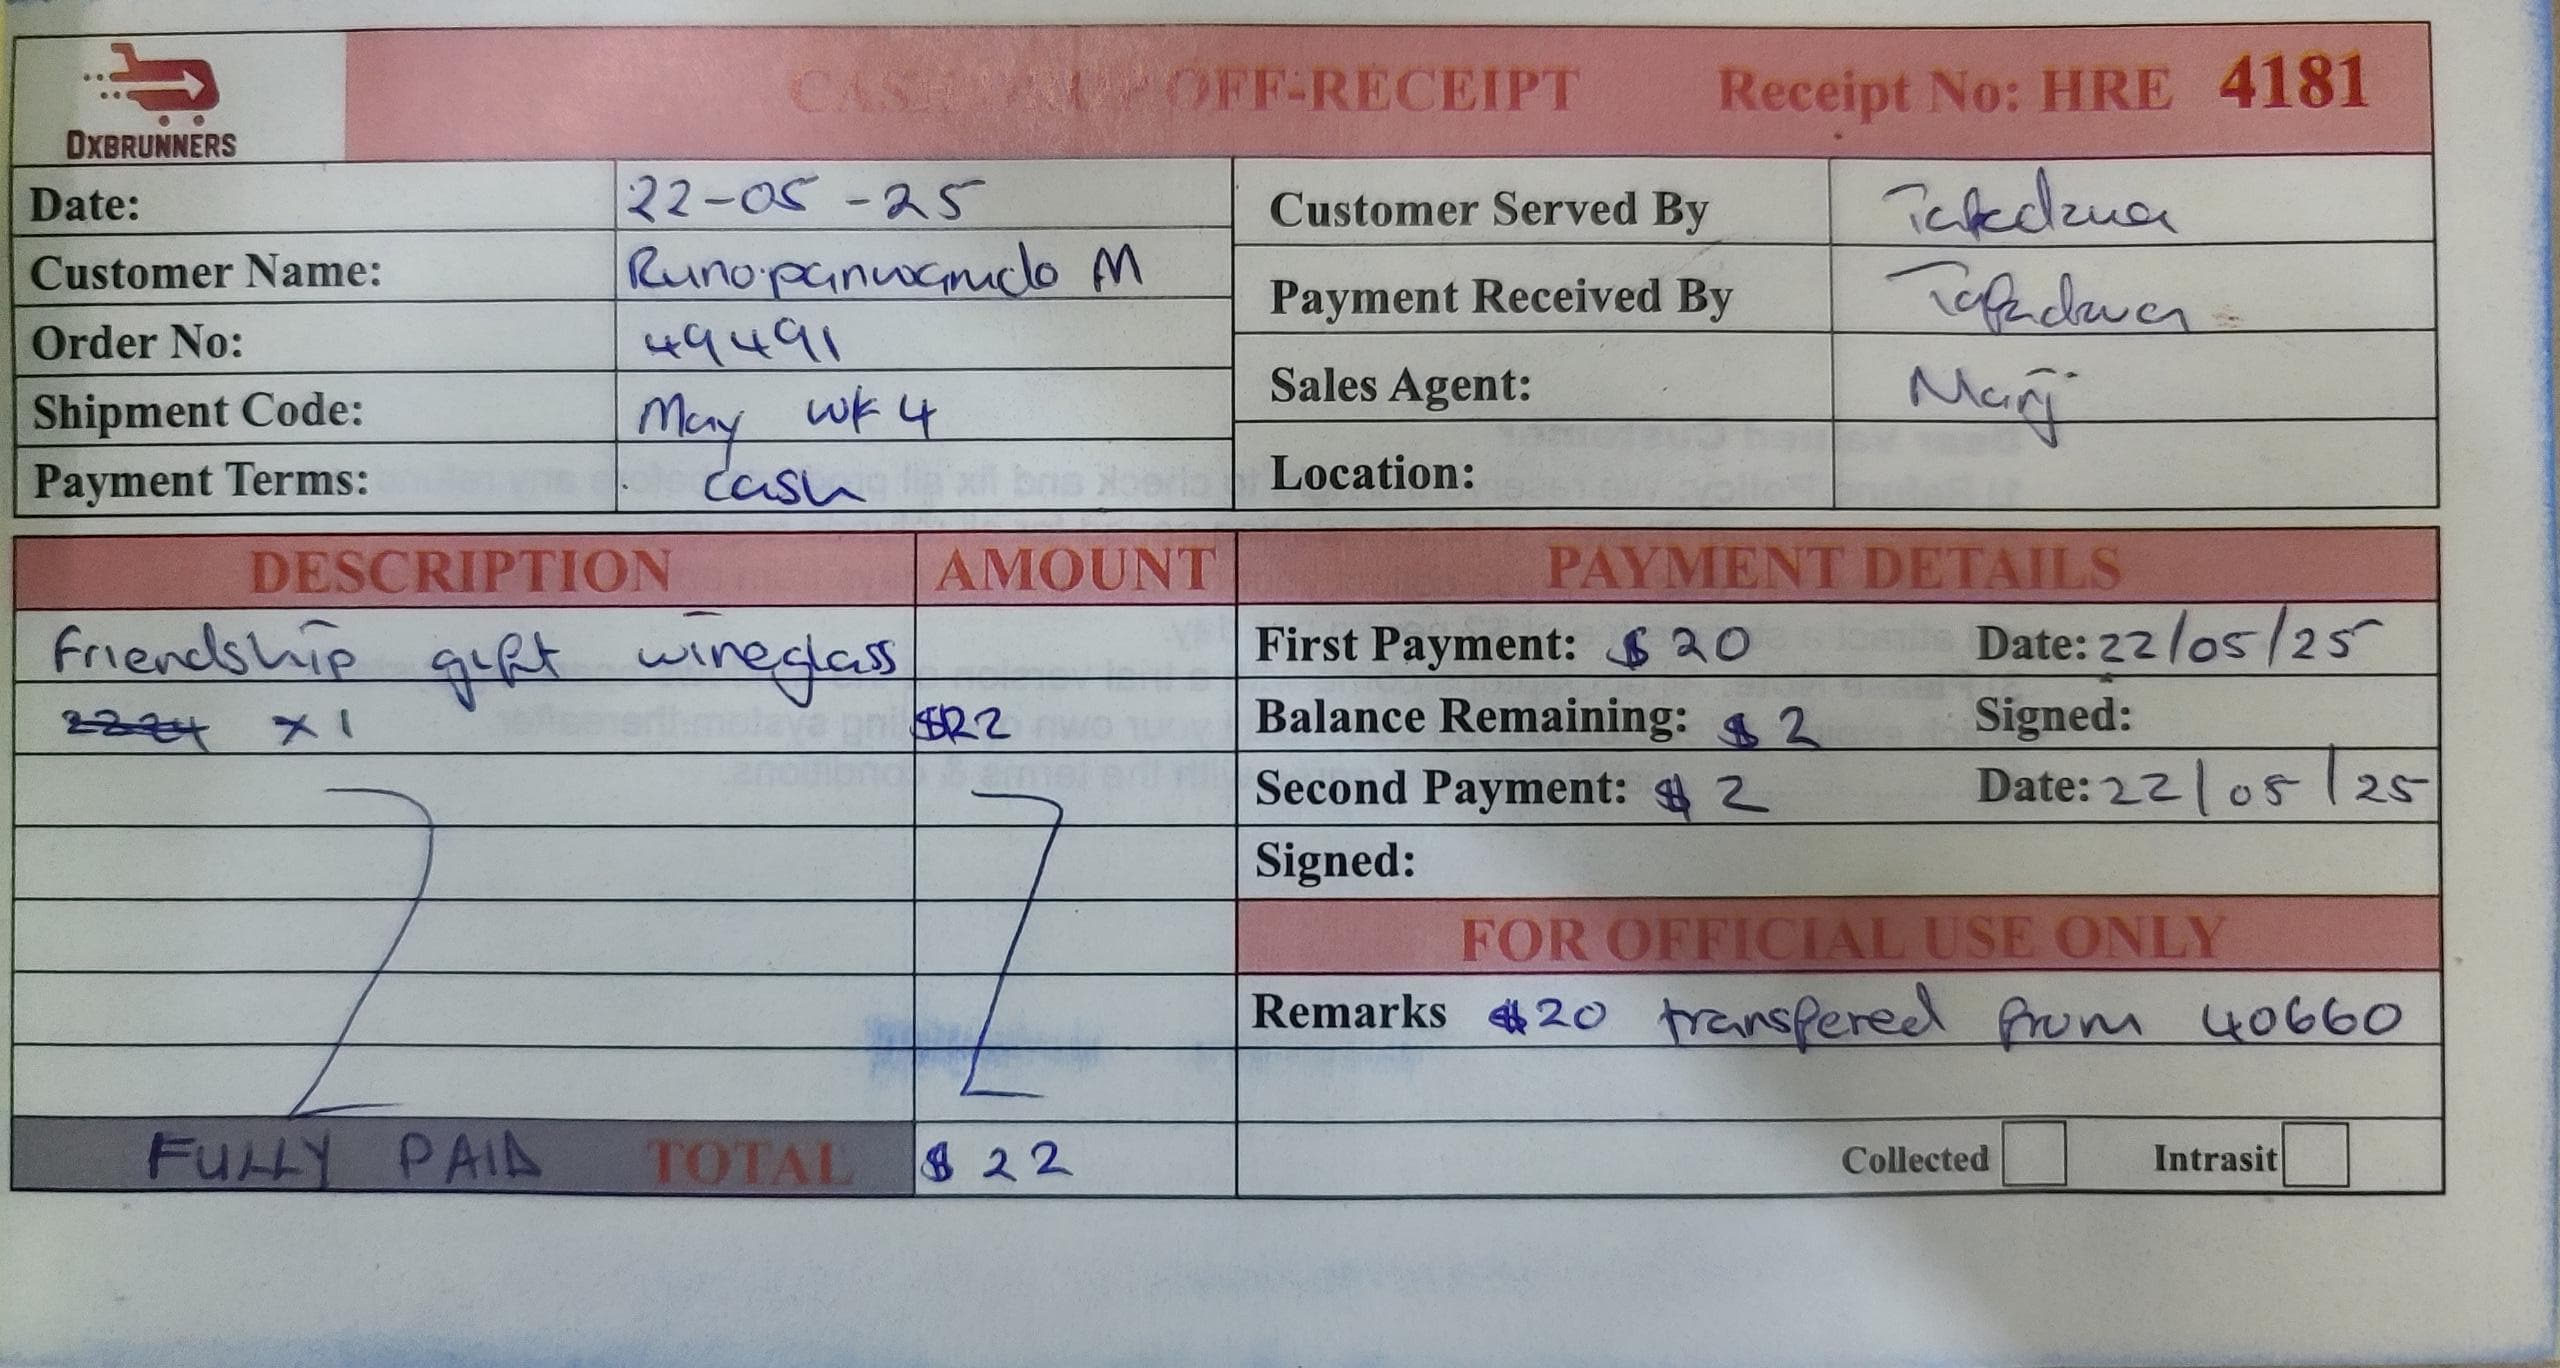 DXBRUNNERS
OFF-RECEIPT Receipt No: HRE 4181
Date: 22-05-25
Customer Name: Runopanwamdo M
Order No: 49491
Shipment Code: May wk 4
Payment Terms: cash
Customer Served By
Payment Received By
Sales Agent:
Location:
DESCRIPTION AMOUNT
friendship gift wineglass
x 1 $22
FULLY PAID TOTAL $ 22
PAYMENT DETAILS
First Payment: $ 20 Date: 22/05/25
Balance Remaining: $ 2 Signed:
Second Payment: $ 2 Date: 22/05/25
Signed:
FOR OFFICIAL USE ONLY
Remarks $20 transfered from 40660
Collected Intrasit